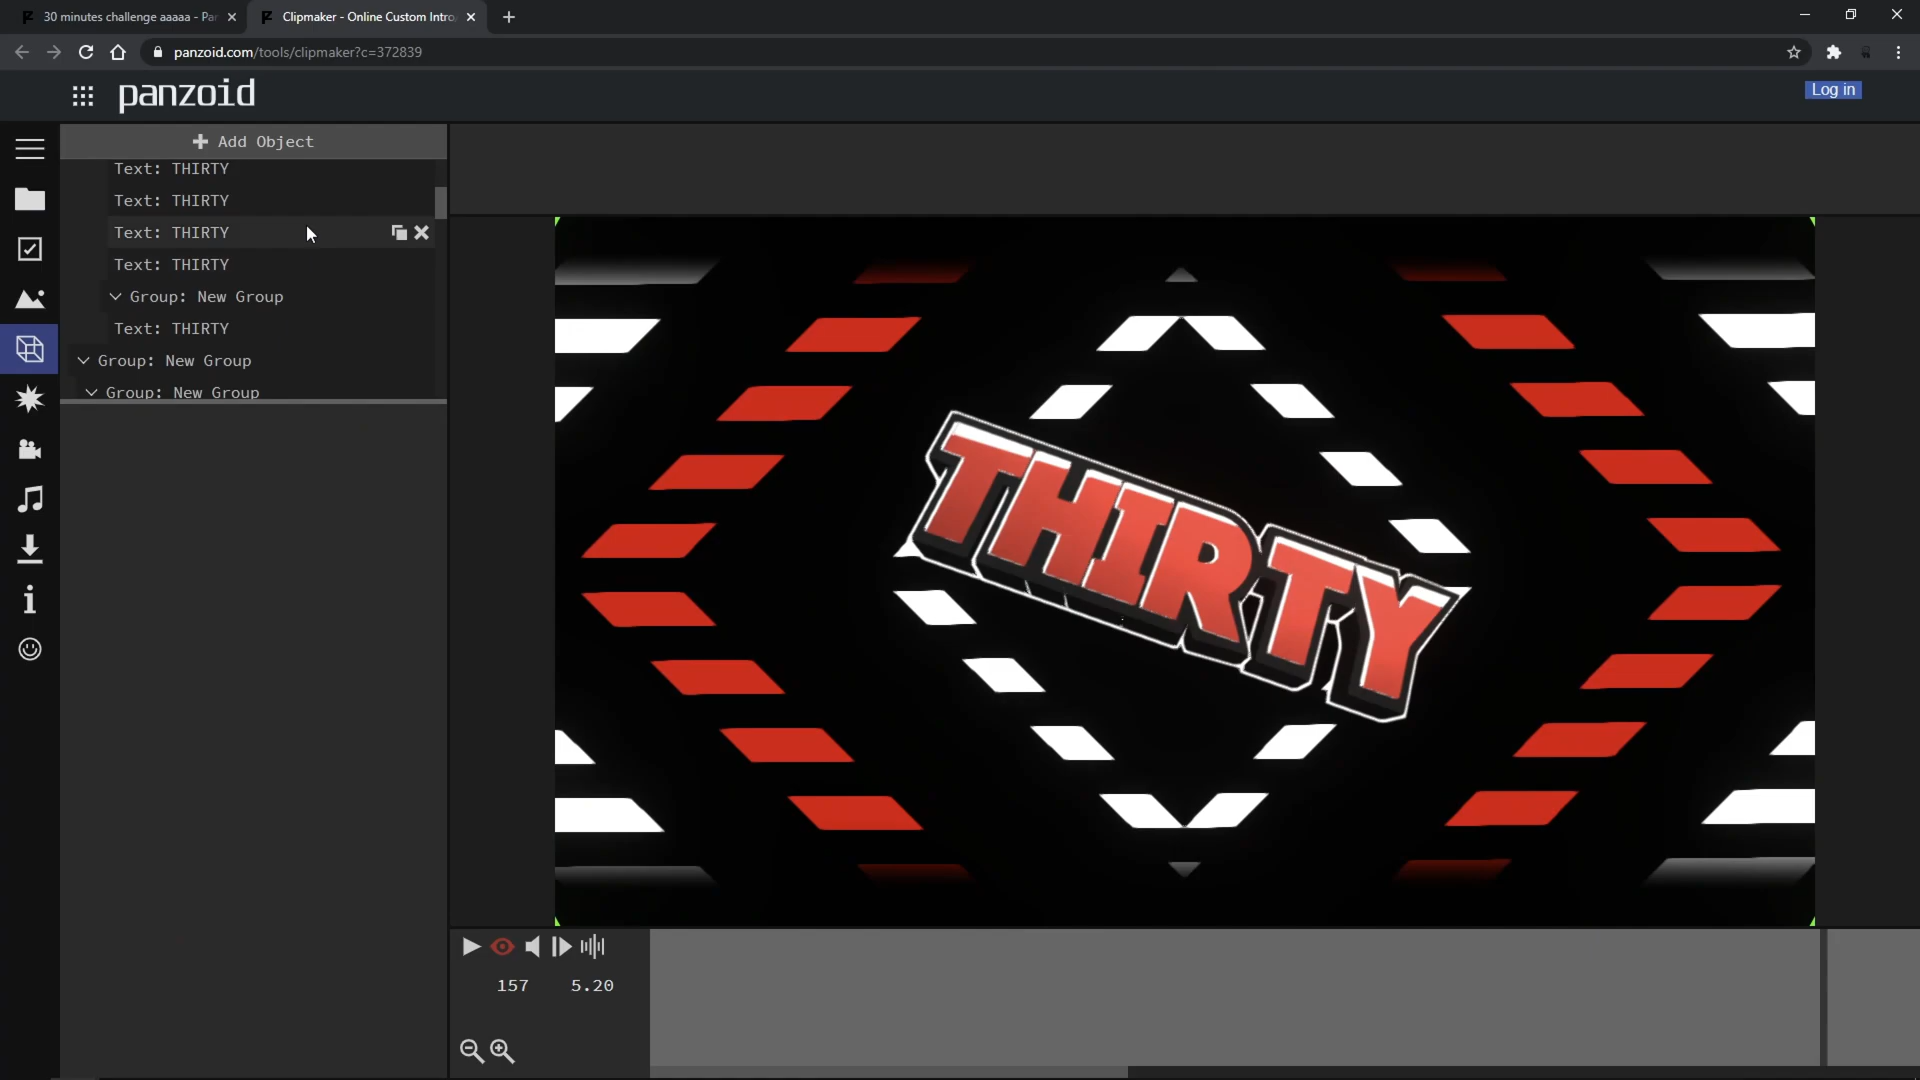 30 minutes challenge aaaaa - Pa
Clipmaker - Online Custom Intro
panzoid.com/tools/clipmaker?c=372839
panzoid
Log in
Add Object
Text: THIRTY
Text: THIRTY
Text: THIRTY
Text: THIRTY
Group: New Group
Text: THIRTY
Group: New Group
Group: New Group
THIRTY
157 5.20